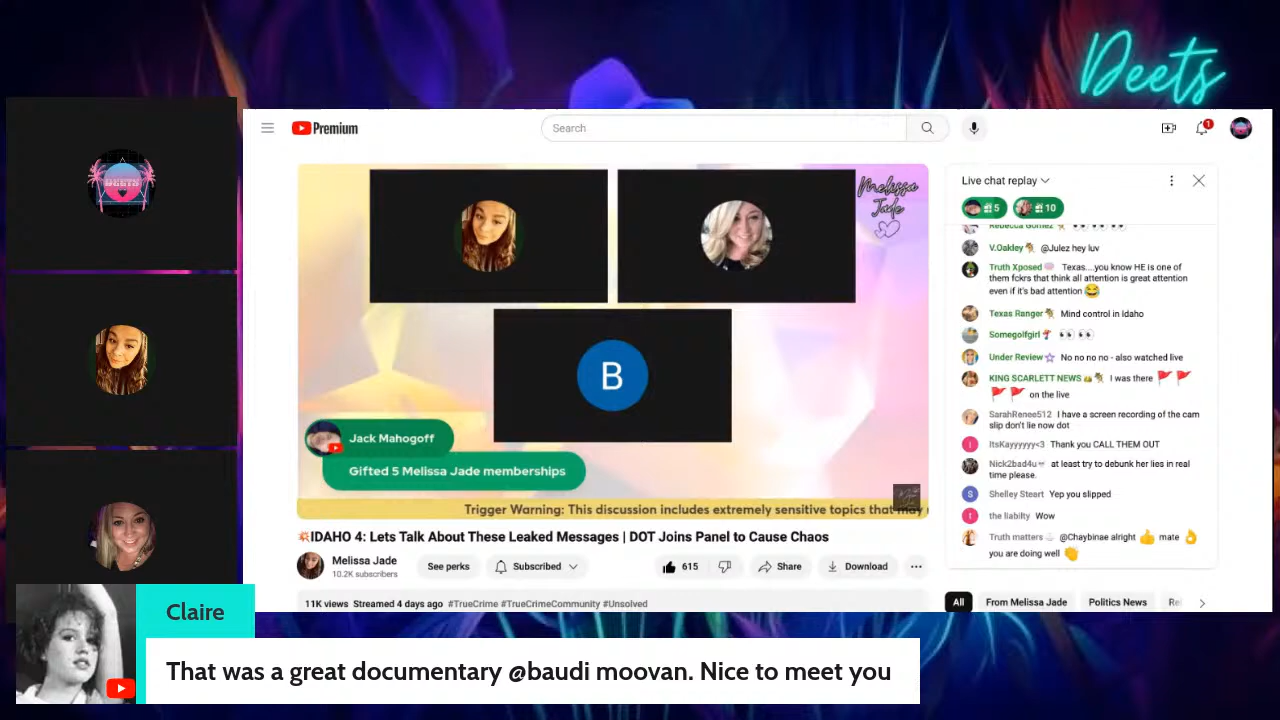 Deets
DEETS
Premium
Search
1
Melissa
Jade
B
Jack Mahogoff
Gifted 5 Melissa Jade memberships
Trigger Warning: This discussion includes extremely sensitive topics that may
💥IDAHO 4: Lets Talk About These Leaked Messages | DOT Joins Panel to Cause Chaos
Melissa Jade
10.2K subscribers
See perks
Subscribed
615
Share
Download
11K views Streamed 4 days ago #TrueCrime #TrueCrimeCommunity #Unsolved
Live chat replay
5
10
Rebecca Gomez 👀 👀 👀
V.Oakley @Julez hey luv
Truth Xposed Texas....you know HE is one of
them fckrs that think all attention is great attention
even if it's bad attention 😂
Texas Ranger Mind control in Idaho
Somegolfgirl 👀 👀
Under Review No no no no - also watched live
KING SCARLETT NEWS I was there 🚩 🚩
🚩 🚩 on the live
SarahRenee512 I have a screen recording of the cam
slip don't lie now dot
ItsKayyyyyy<3 Thank you CALL THEM OUT
Nick2bad4u at least try to debunk her lies in real
time please.
S
Shelley Steert Yep you slipped
the liabilty Wow
Truth matters @Chaybinae alright 👍 mate 👌
you are doing well 👏
All
From Melissa Jade
Politics News
Re
Claire
That was a great documentary @baudi moovan. Nice to meet you